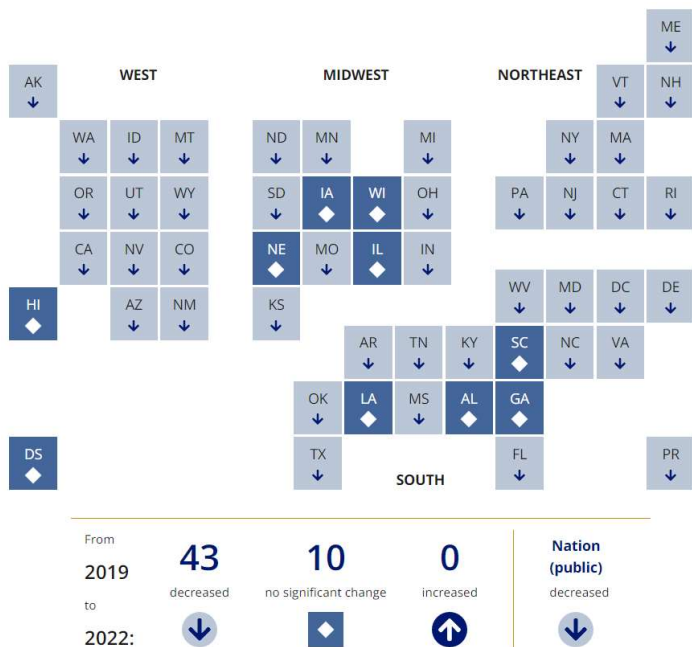 ME
AK WEST MIDWEST NORTHEAST VT NH
WA ID MT ND MN MI NY MA
OR UT WY SD IA WI OH PA NJ CT RI
CA NV CO NE MO IL IN
HI AZ NM KS WV MD DC DE
AR TN KY SC NC VA
OK LA MS AL GA
DS TX SOUTH FL PR
From
2019
to
2022:
43
decreased
10
no significant change
0
increased
Nation
(public)
decreased